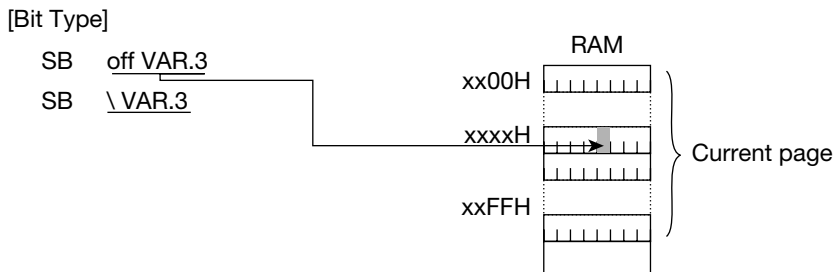 [Bit Type]
SB off VAR.3
SB \ VAR.3
RAM
xx00H
xxxxH
xxFFH
Current page